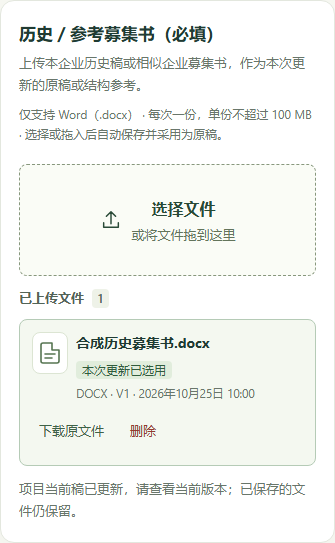 历史 / 参考募集书（必填）
上传本企业历史稿或相似企业募集书，作为本次更
新的原稿或结构参考。
仅支持 Word（.docx）· 每次一份，单份不超过 100 MB
· 选择或拖入后自动保存并采用为原稿。
选择文件
或将文件拖到这里
已上传文件 1
合成历史募集书.docx
本次更新已选用
DOCX · V1 · 2026年10月25日 10:00
下载原文件 删除
项目当前稿已更新，请查看当前版本；已保存的文
件仍保留。